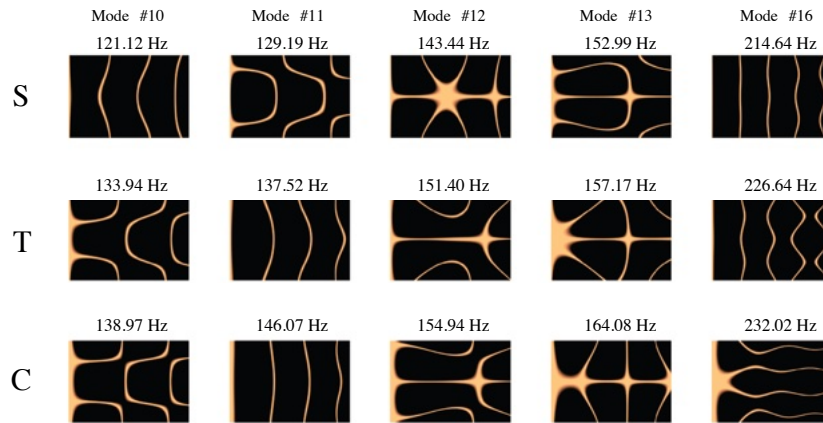 Mode #10 Mode #11 Mode #12 Mode #13 Mode #16
121.12 Hz 129.19 Hz 143.44 Hz 152.99 Hz 214.64 Hz
S
133.94 Hz 137.52 Hz 151.40 Hz 157.17 Hz 226.64 Hz
T
138.97 Hz 146.07 Hz 154.94 Hz 164.08 Hz 232.02 Hz
C